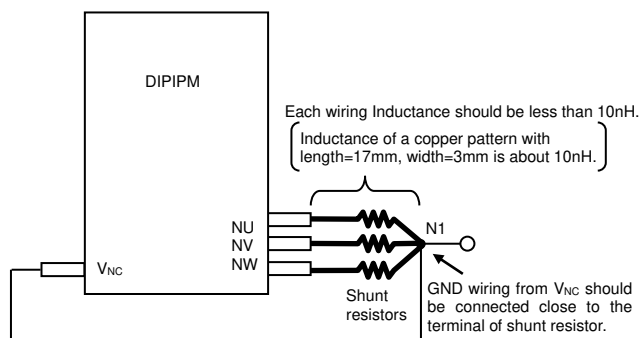 DIPIPM
Each wiring Inductance should be less than 10nH.
Inductance of a copper pattern with
length=17mm, width=3mm is about 10nH.
NU
NV
NW
N1
VNC
Shunt
resistors
GND wiring from VNC should
be connected close to the
terminal of shunt resistor.